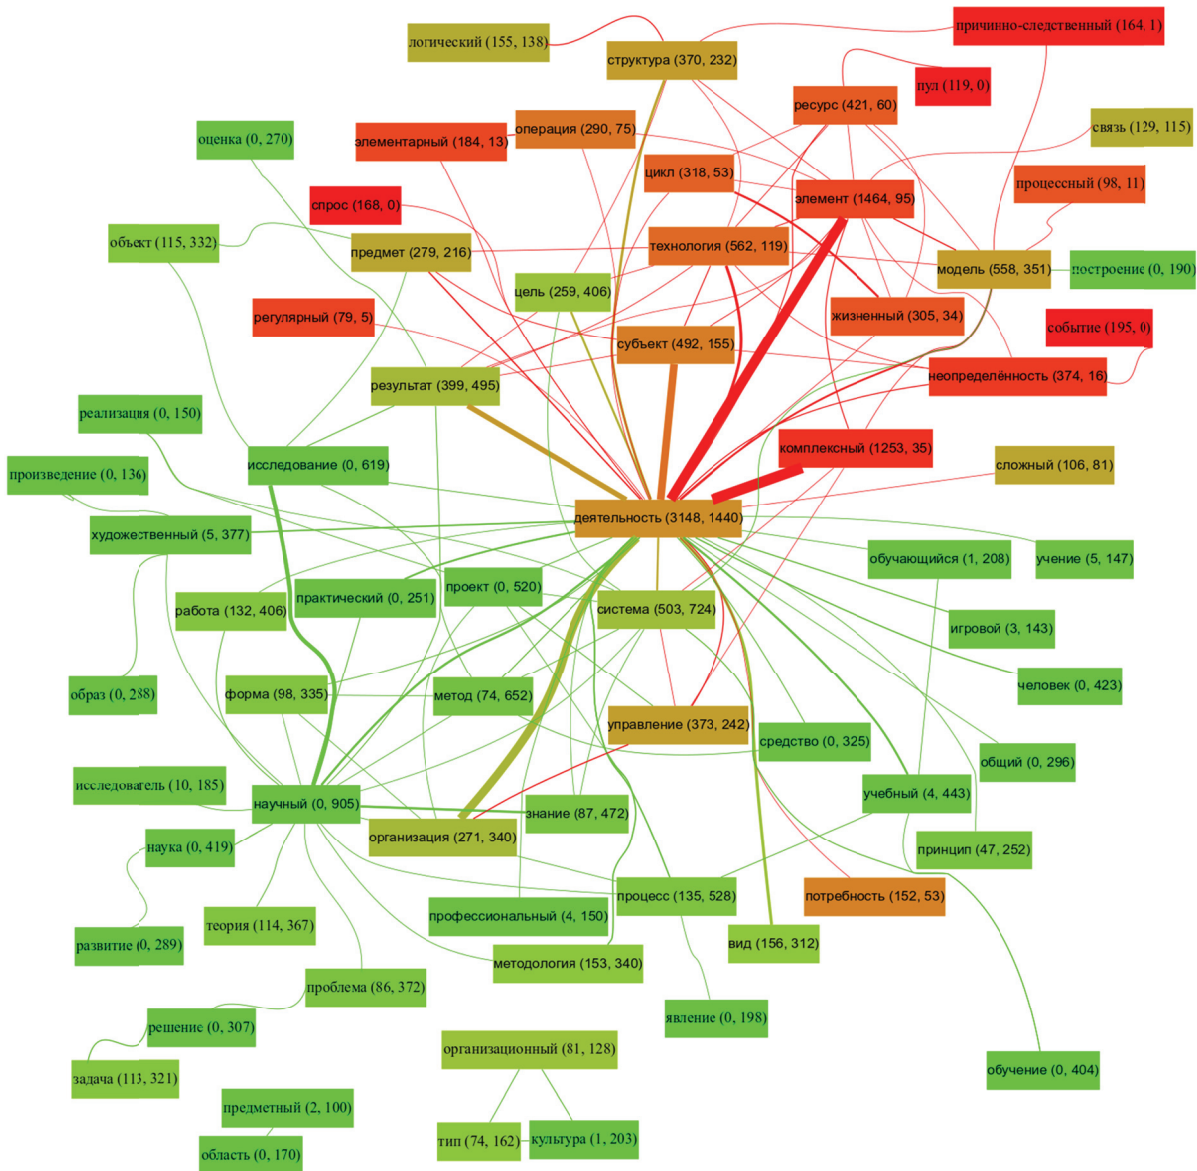 причинно-следственный (164, 1)
логический (155, 138)
структура (370, 232)
пул (119, 0)
ресурс (421, 60)
связь (129, 115)
операция (290, 75)
оценка (0, 270)
элементарный (184, 13)
цикл (318, 53)
процессный (98, 11)
элемент (1464, 95)
спрос (168, 0)
объект (115, 332)
технология (562, 119)
предмет (279, 216)
модель (558, 351)
построение (0, 190)
цель (259, 406)
регулярный (79, 5)
жизненный (305, 34)
событие (195, 0)
субъект (492, 155)
неопределённость (374, 16)
результат (399, 495)
реализация (0, 150)
комплексный (1253, 35)
исследование (0, 619)
сложный (106, 81)
произведение (0, 136)
деятельность (3148, 1440)
художественный (5, 377)
обучающийся (1, 208)
учение (5, 147)
проект (0, 520)
практический (0, 251)
система (503, 724)
работа (132, 406)
игровой (3, 143)
человек (0, 423)
образ (0, 288)
форма (98, 335)
метод (74, 652)
управление (373, 242)
средство (0, 325)
общий (0, 296)
исследователь (10, 185)
учебный (4, 443)
научный (0, 905)
знание (87, 472)
организация (271, 340)
наука (0, 419)
принцип (47, 252)
процесс (135, 528)
потребность (152, 53)
профессиональный (4, 150)
теория (114, 367)
вид (156, 312)
развитие (0, 289)
методология (153, 340)
проблема (86, 372)
явление (0, 198)
решение (0, 307)
организационный (81, 128)
обучение (0, 404)
задача (113, 321)
предметный (2, 100)
тип (74, 162)
культура (1, 203)
область (0, 170)